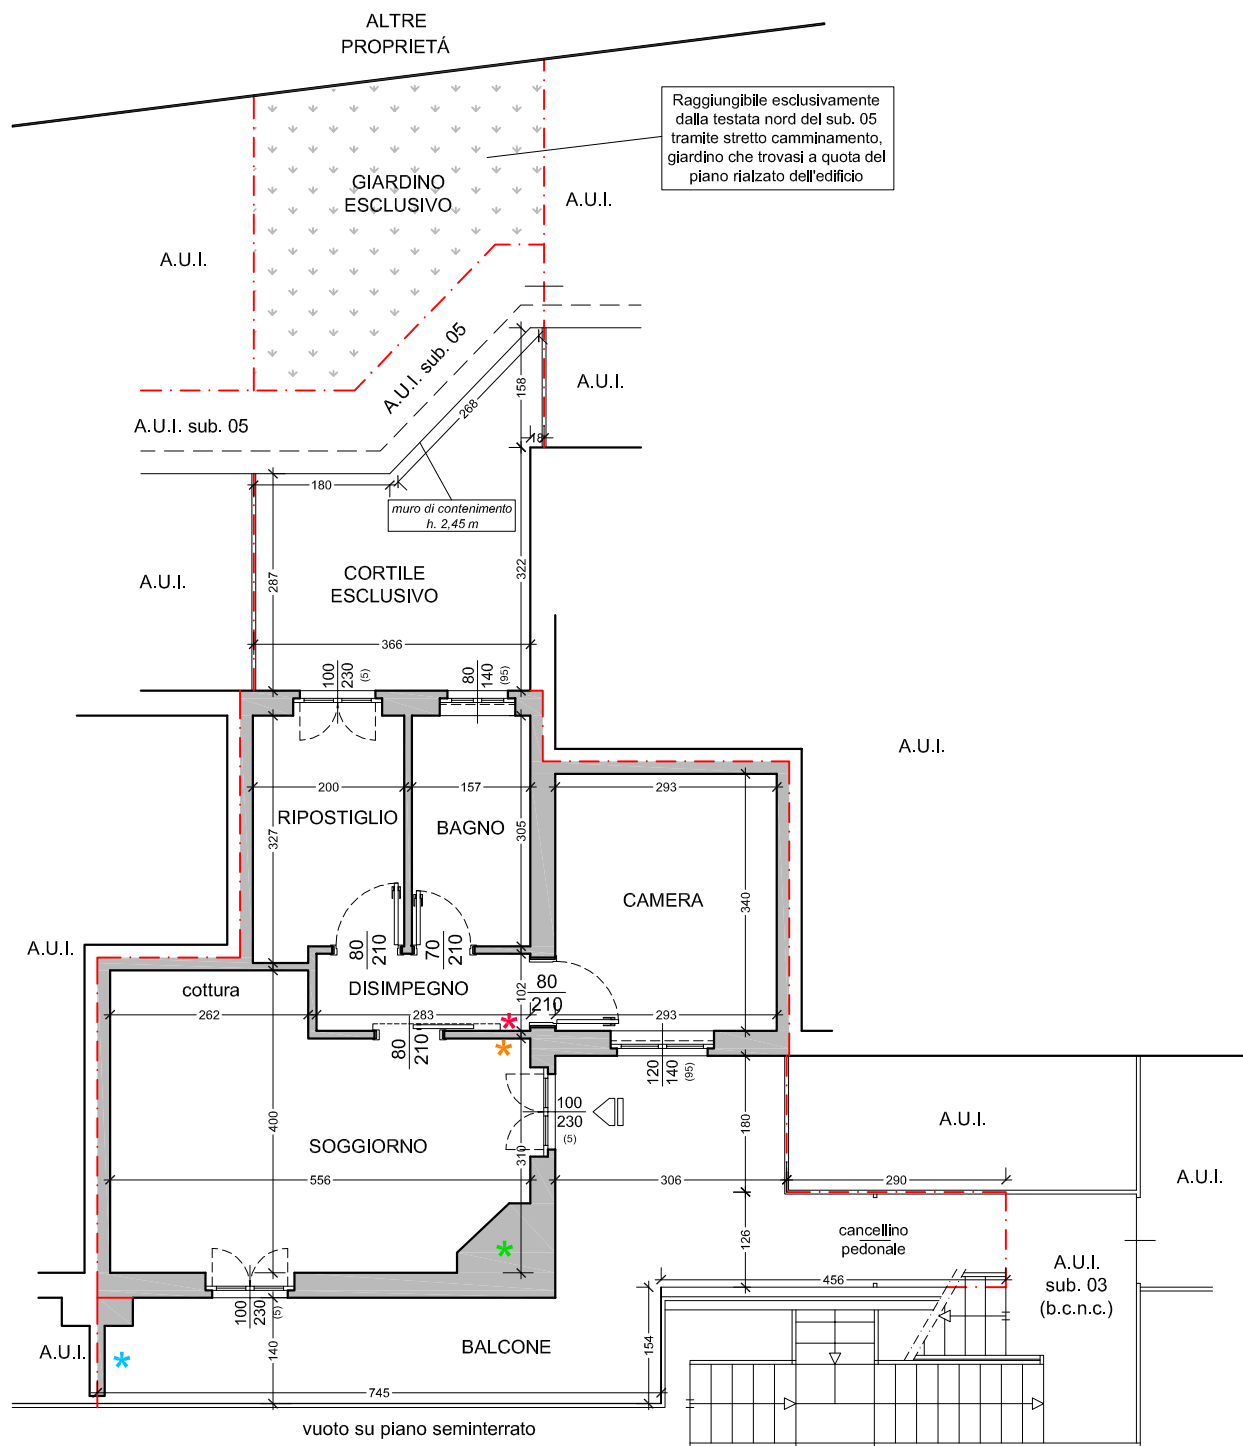 ALTRE
PROPRIETÁ
Raggiungibile esclusivamente
dalla testata nord del sub. 05
tramite stretto camminamento,
giardino che trovasi a quota del
piano rialzato dell'edificio
GIARDINO
ESCLUSIVO
A.U.I.
A.U.I.
A.U.I. sub. 05
A.U.I.
A.U.I. sub. 05
158
268
18
180
muro di contenimento
h. 2,45 m
287
322
CORTILE
ESCLUSIVO
A.U.I.
366
100
230
(5)
80
140
(95)
A.U.I.
200
157
293
RIPOSTIGLIO
BAGNO
327
305
CAMERA
340
80
210
70
210
A.U.I.
cottura
DISIMPEGNO
102
80
210
262
283
293
80
210
120
140
(95)
100
230
(5)
A.U.I.
180
400
SOGGIORNO
310
556
306
290
A.U.I.
cancellino
pedonale
126
456
A.U.I.
sub. 03
(b.c.n.c.)
100
230
(5)
140
BALCONE
A.U.I.
154
745
vuoto su piano seminterrato